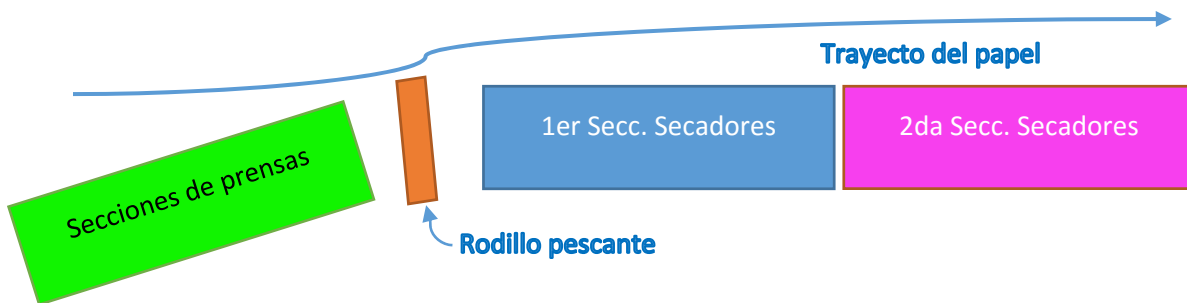 Trayecto del papel
1er Secc. Secadores
2da Secc. Secadores
Secciones de prensas
Rodillo pescante